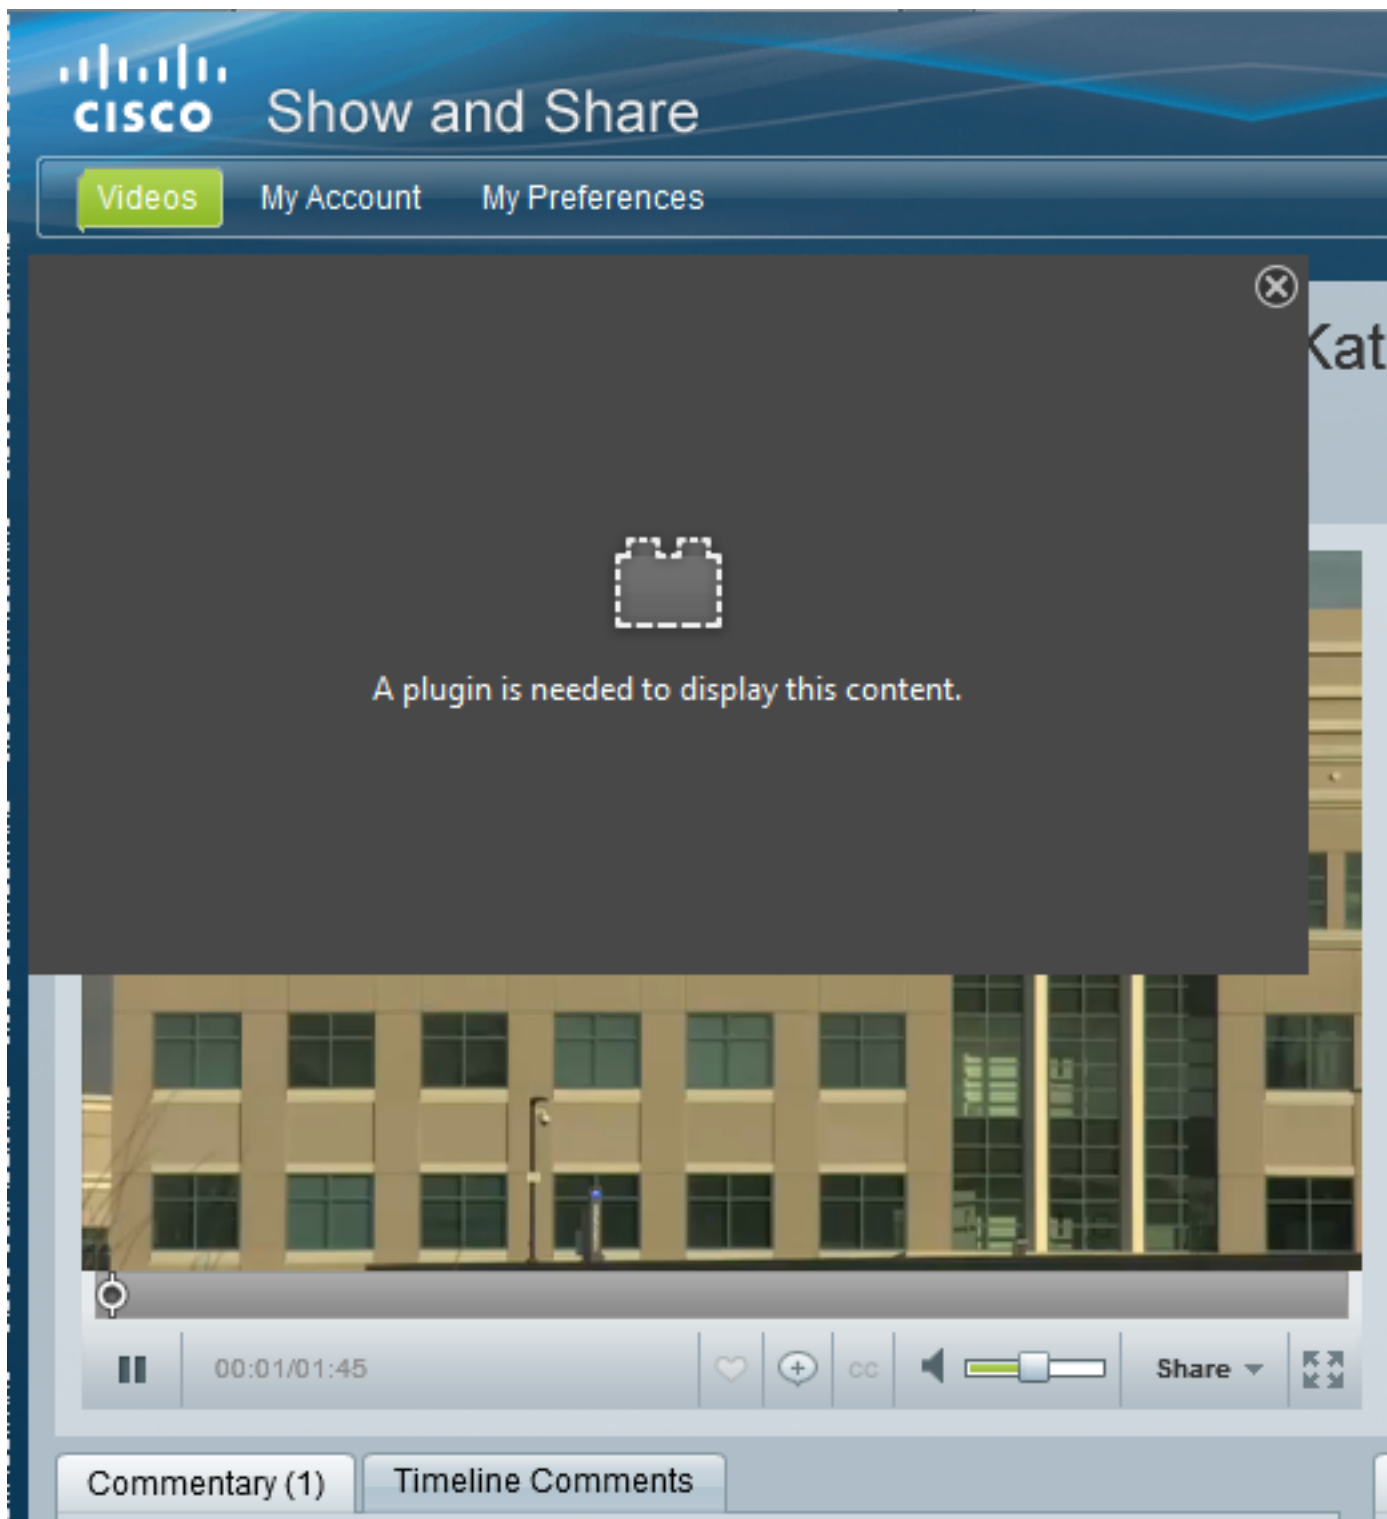 CISCO Show and Share
Videos My Account My Preferences
Kat
A plugin is needed to display this content.
00:01/01:45 cc Share
Commentary (1) Timeline Comments